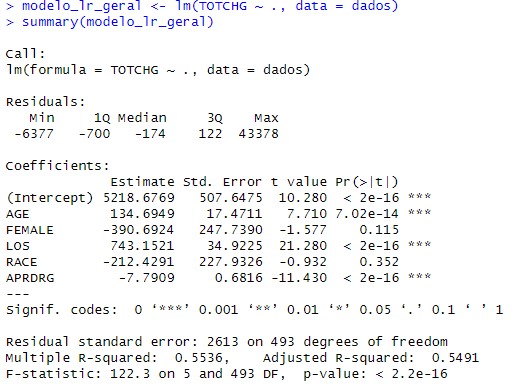 > modelo_lr_geral <- lm(TOTCHG ~ ., data = dados)
> summary(modelo_lr_geral)
Call:
lm(formula = TOTCHG ~ ., data = dados)
Residuals:
   Min     1Q Median     3Q    Max
 -6377   -700   -174    122  43378
Coefficients:
             Estimate Std. Error t value Pr(>|t|)
(Intercept) 5218.6769   507.6475  10.280  < 2e-16 ***
AGE          134.6949    17.4711   7.710 7.02e-14 ***
FEMALE      -390.6924   247.7390  -1.577    0.115
LOS          743.1521    34.9225  21.280  < 2e-16 ***
RACE        -212.4291   227.9326  -0.932    0.352
APRDRG        -7.7909     0.6816 -11.430  < 2e-16 ***
---
Signif. codes:  0 ‘***’ 0.001 ‘**’ 0.01 ‘*’ 0.05 ‘.’ 0.1 ‘ ’ 1
Residual standard error: 2613 on 493 degrees of freedom
Multiple R-squared:  0.5536,    Adjusted R-squared:  0.5491
F-statistic: 122.3 on 5 and 493 DF,  p-value: < 2.2e-16